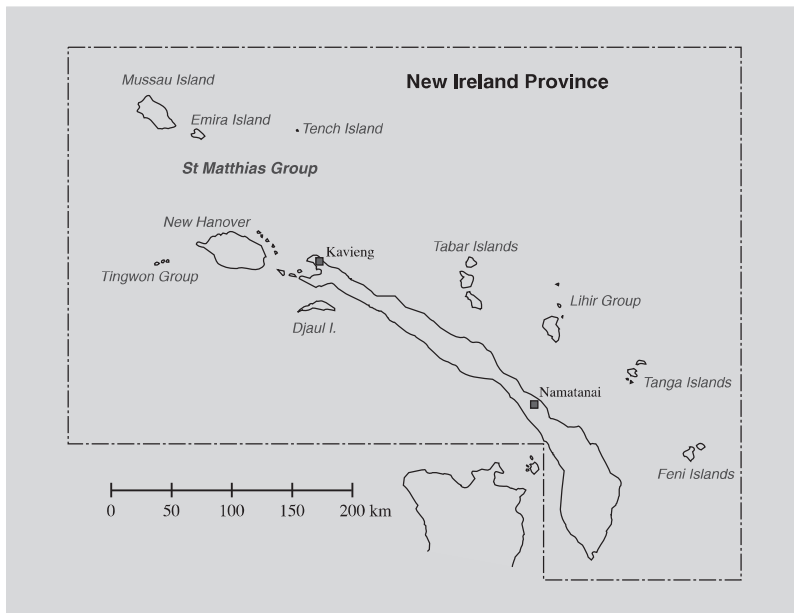 Mussau Island
New Ireland Province
Emira Island
Tench Island
St Matthias Group
New Hanover
Kavieng
Tabar Islands
Tingwon Group
Lihir Group
Djaul I.
Namatanai
Tanga Islands
Feni Islands
0 50 100 150 200 km